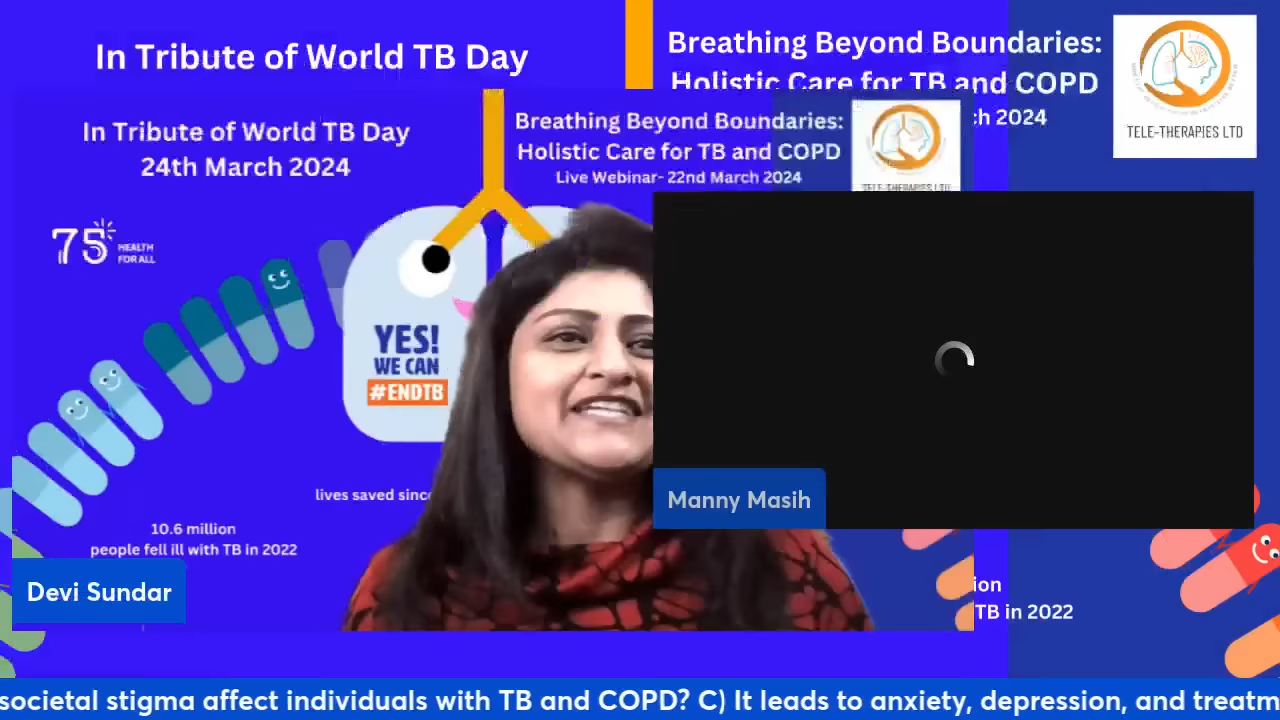 In Tribute of World TB Day
Breathing Beyond Boundaries:
Holistic Care for TB and COPD
ch 2024
TELE-THERAPIES LTD
In Tribute of World TB Day
24th March 2024
Breathing Beyond Boundaries:
Holistic Care for TB and COPD
Live Webinar- 22nd March 2024
TELE-THERAPIES LTD
75
HEALTH
FOR ALL
YES!
WE CAN
#ENDTB
lives saved since
10.6 million
people fell ill with TB in 2022
Manny Masih
Devi Sundar
ion
TB in 2022
societal stigma affect individuals with TB and COPD? C) It leads to anxiety, depression, and treatm